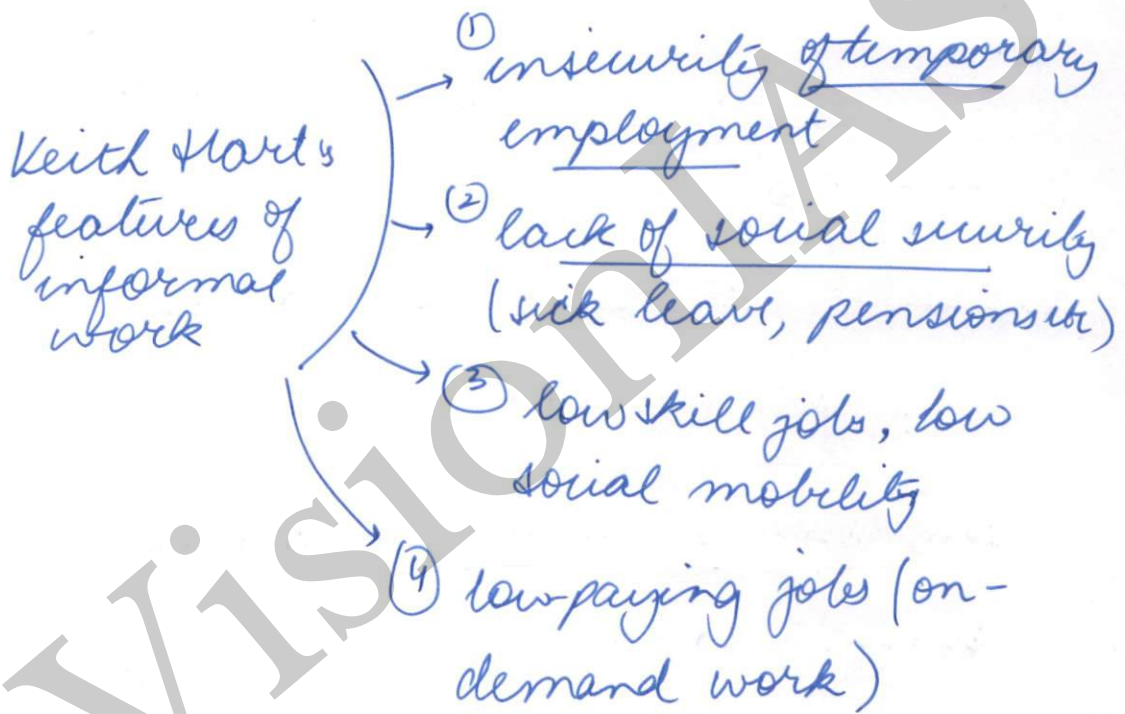 Keith Hart's
features of
informal
work
① insecurity of temporary
employment
② lack of social security
(sick leave, pensions etc)
③ low skill jobs, low
social mobility
④ low-paying jobs (on-
demand work)
VisionIAS